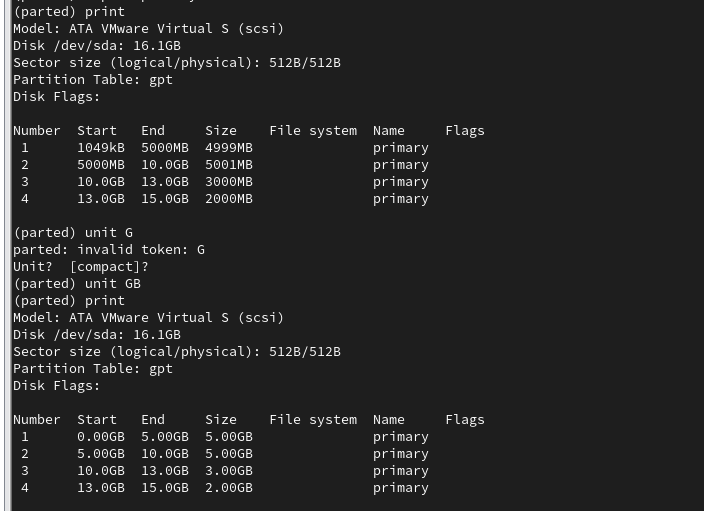 (parted) print
Model: ATA VMware Virtual S (scsi)
Disk /dev/sda: 16.1GB
Sector size (logical/physical): 512B/512B
Partition Table: gpt
Disk Flags:
Number  Start   End     Size    File system  Name     Flags
 1      1049kB  5000MB  4999MB               primary
 2      5000MB  10.0GB  5001MB               primary
 3      10.0GB  13.0GB  3000MB               primary
 4      13.0GB  15.0GB  2000MB               primary
(parted) unit G
parted: invalid token: G
Unit?  [compact]?
(parted) unit GB
(parted) print
Model: ATA VMware Virtual S (scsi)
Disk /dev/sda: 16.1GB
Sector size (logical/physical): 512B/512B
Partition Table: gpt
Disk Flags:
Number  Start   End     Size    File system  Name     Flags
 1      0.00GB  5.00GB  5.00GB               primary
 2      5.00GB  10.0GB  5.00GB               primary
 3      10.0GB  13.0GB  3.00GB               primary
 4      13.0GB  15.0GB  2.00GB               primary